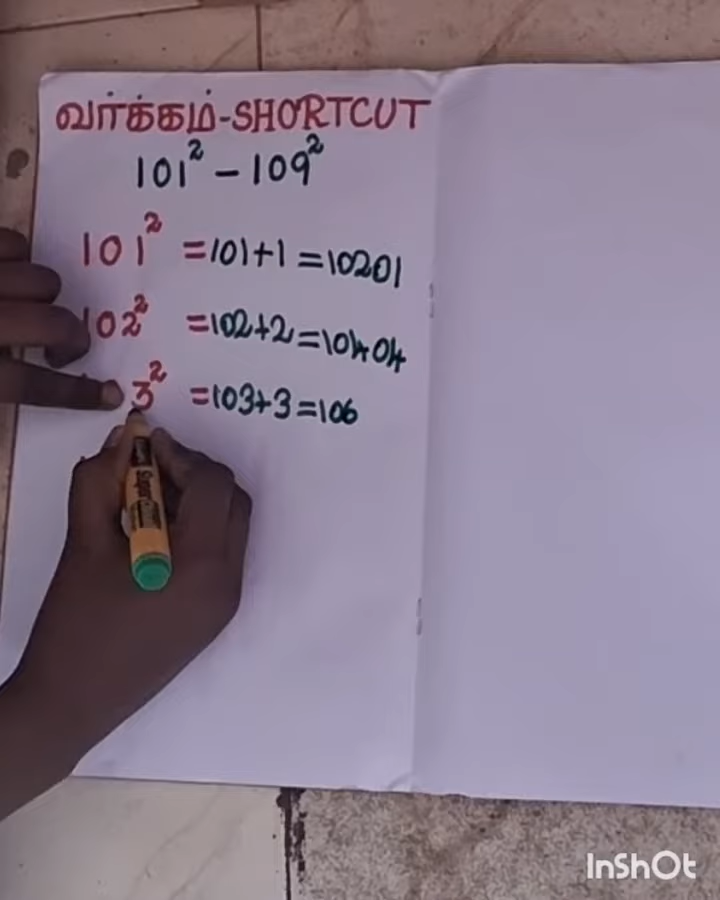 வர்க்கம்-SHORTCUT
101² - 109²
101² = 101+1 = 10201
102² = 102+2 = 10404
3² = 103+3 = 106
InShOt